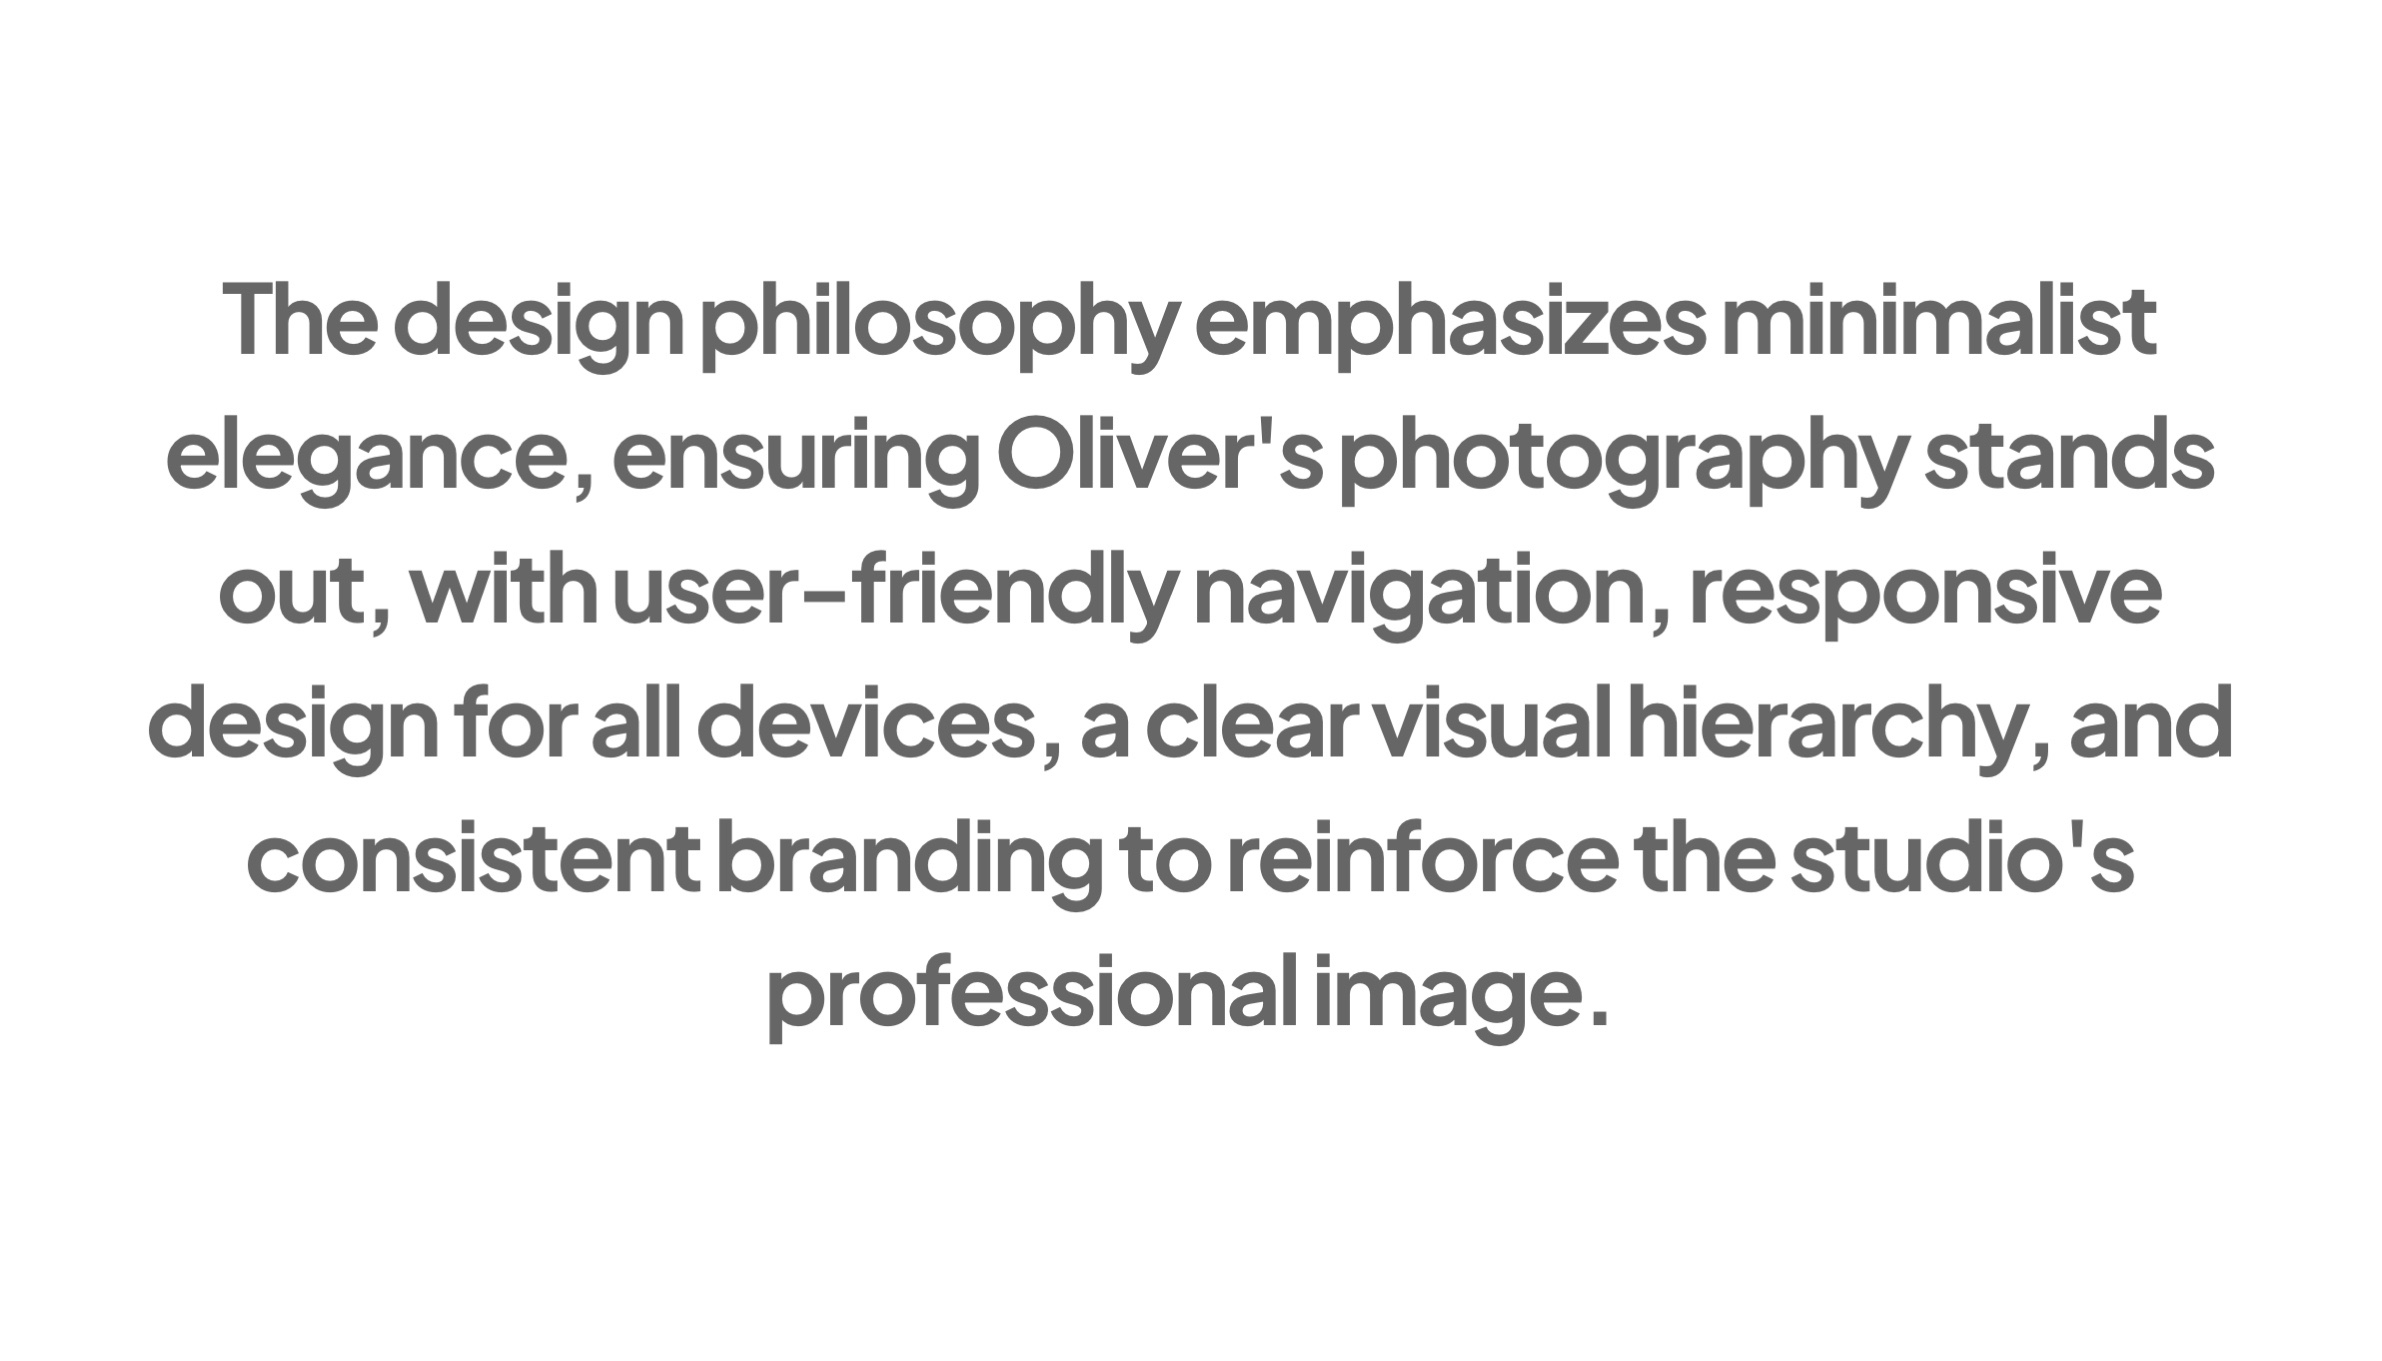 The design philosophy emphasizes minimalist
elegance, ensuring Oliver's photography stands
out, with user-friendly navigation, responsive
design for all devices, a clear visual hierarchy, and
consistent branding to reinforce the studio's
professional image.